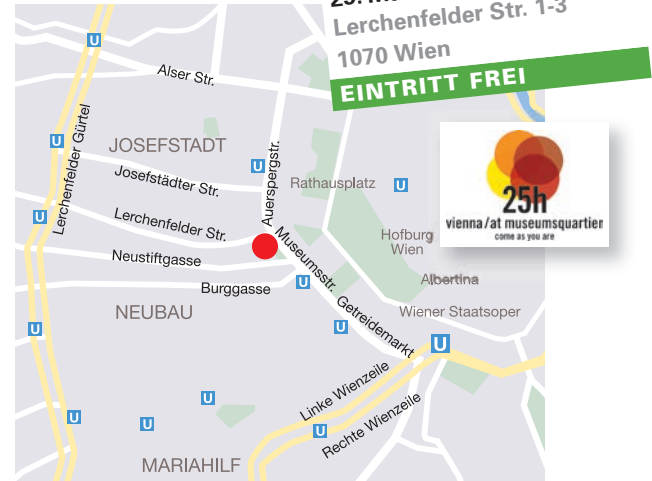 Lerchenfelder Str. 1-3
1070 Wien
EINTRITT FREI
25h
vienna/at museumsquartier
come as you are
U
Alser Str.
Lerchenfelder Gürtel
U
JOSEFSTADT
Josefstädter Str.
U
Auerspergstr.
Rathausplatz
U
U
Lerchenfelder Str.
Museumsstr.
Hofburg
Wien
Neustiftgasse
Burggasse
U
Albertina
NEUBAU
Getreidemarkt
Wiener Staatsoper
U
U
U
Linke Wienzeile
Rechte Wienzeile
U
U
U
U
MARIAHILF